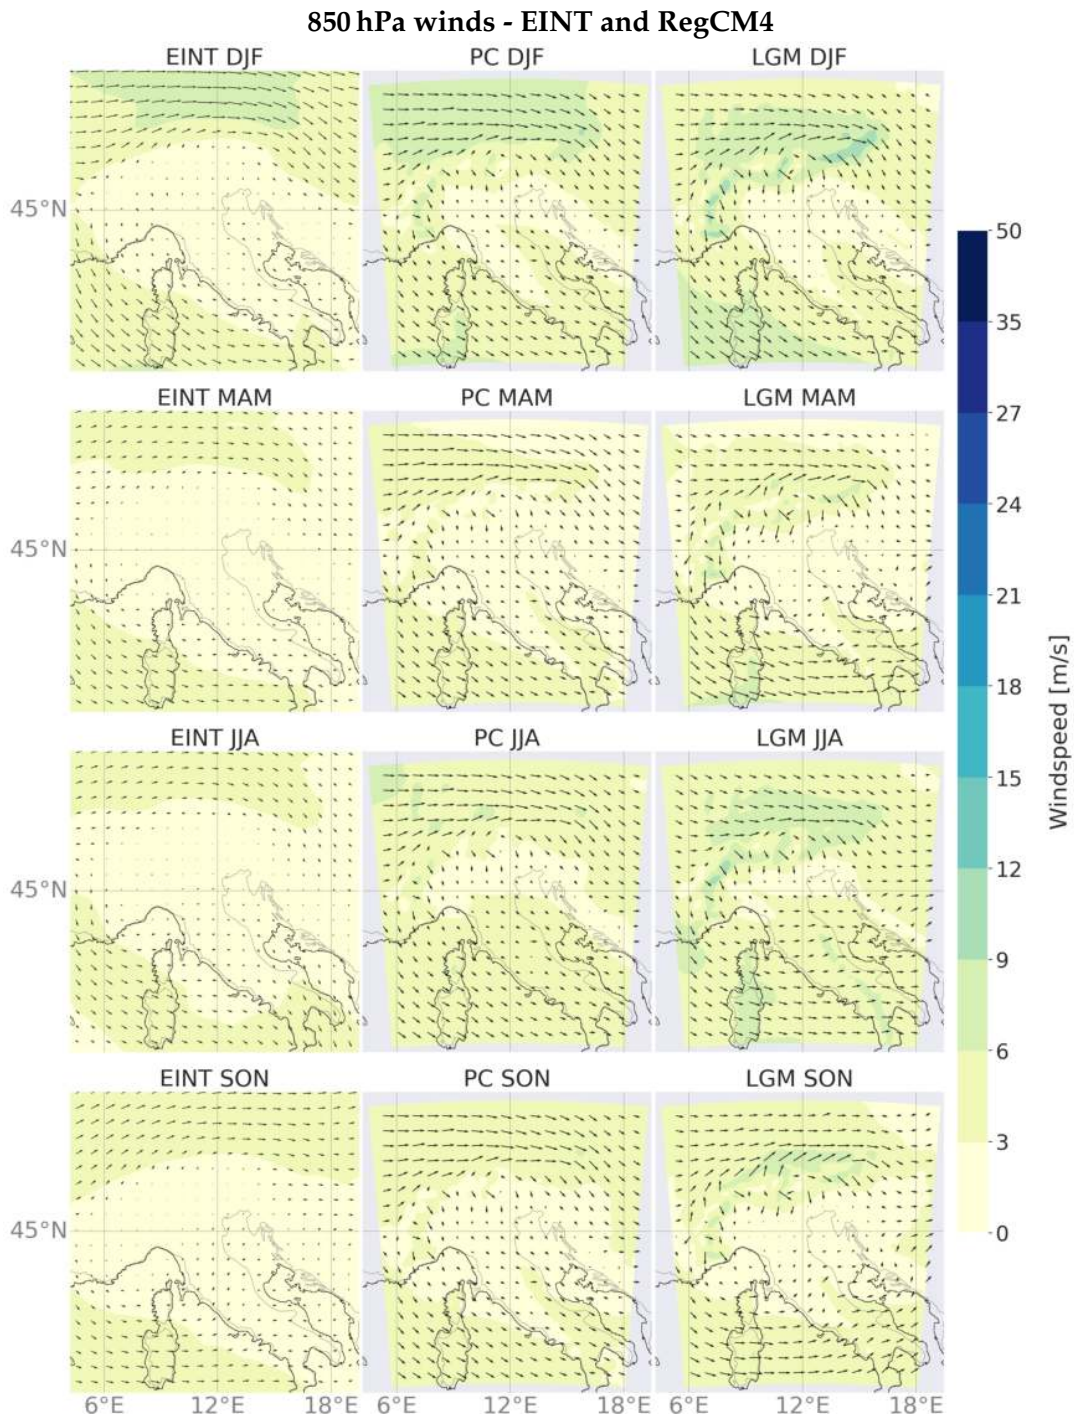 850 hPa winds - EINT and RegCM4
EINT DJF PC DJF LGM DJF
45°N
EINT MAM PC MAM LGM MAM
45°N
EINT JJA PC JJA LGM JJA
45°N
EINT SON PC SON LGM SON
45°N
6°E 12°E 18°E 6°E 12°E 18°E 6°E 12°E 18°E
50
35
27
24
21
18
15
12
9
6
3
0
Windspeed [m/s]